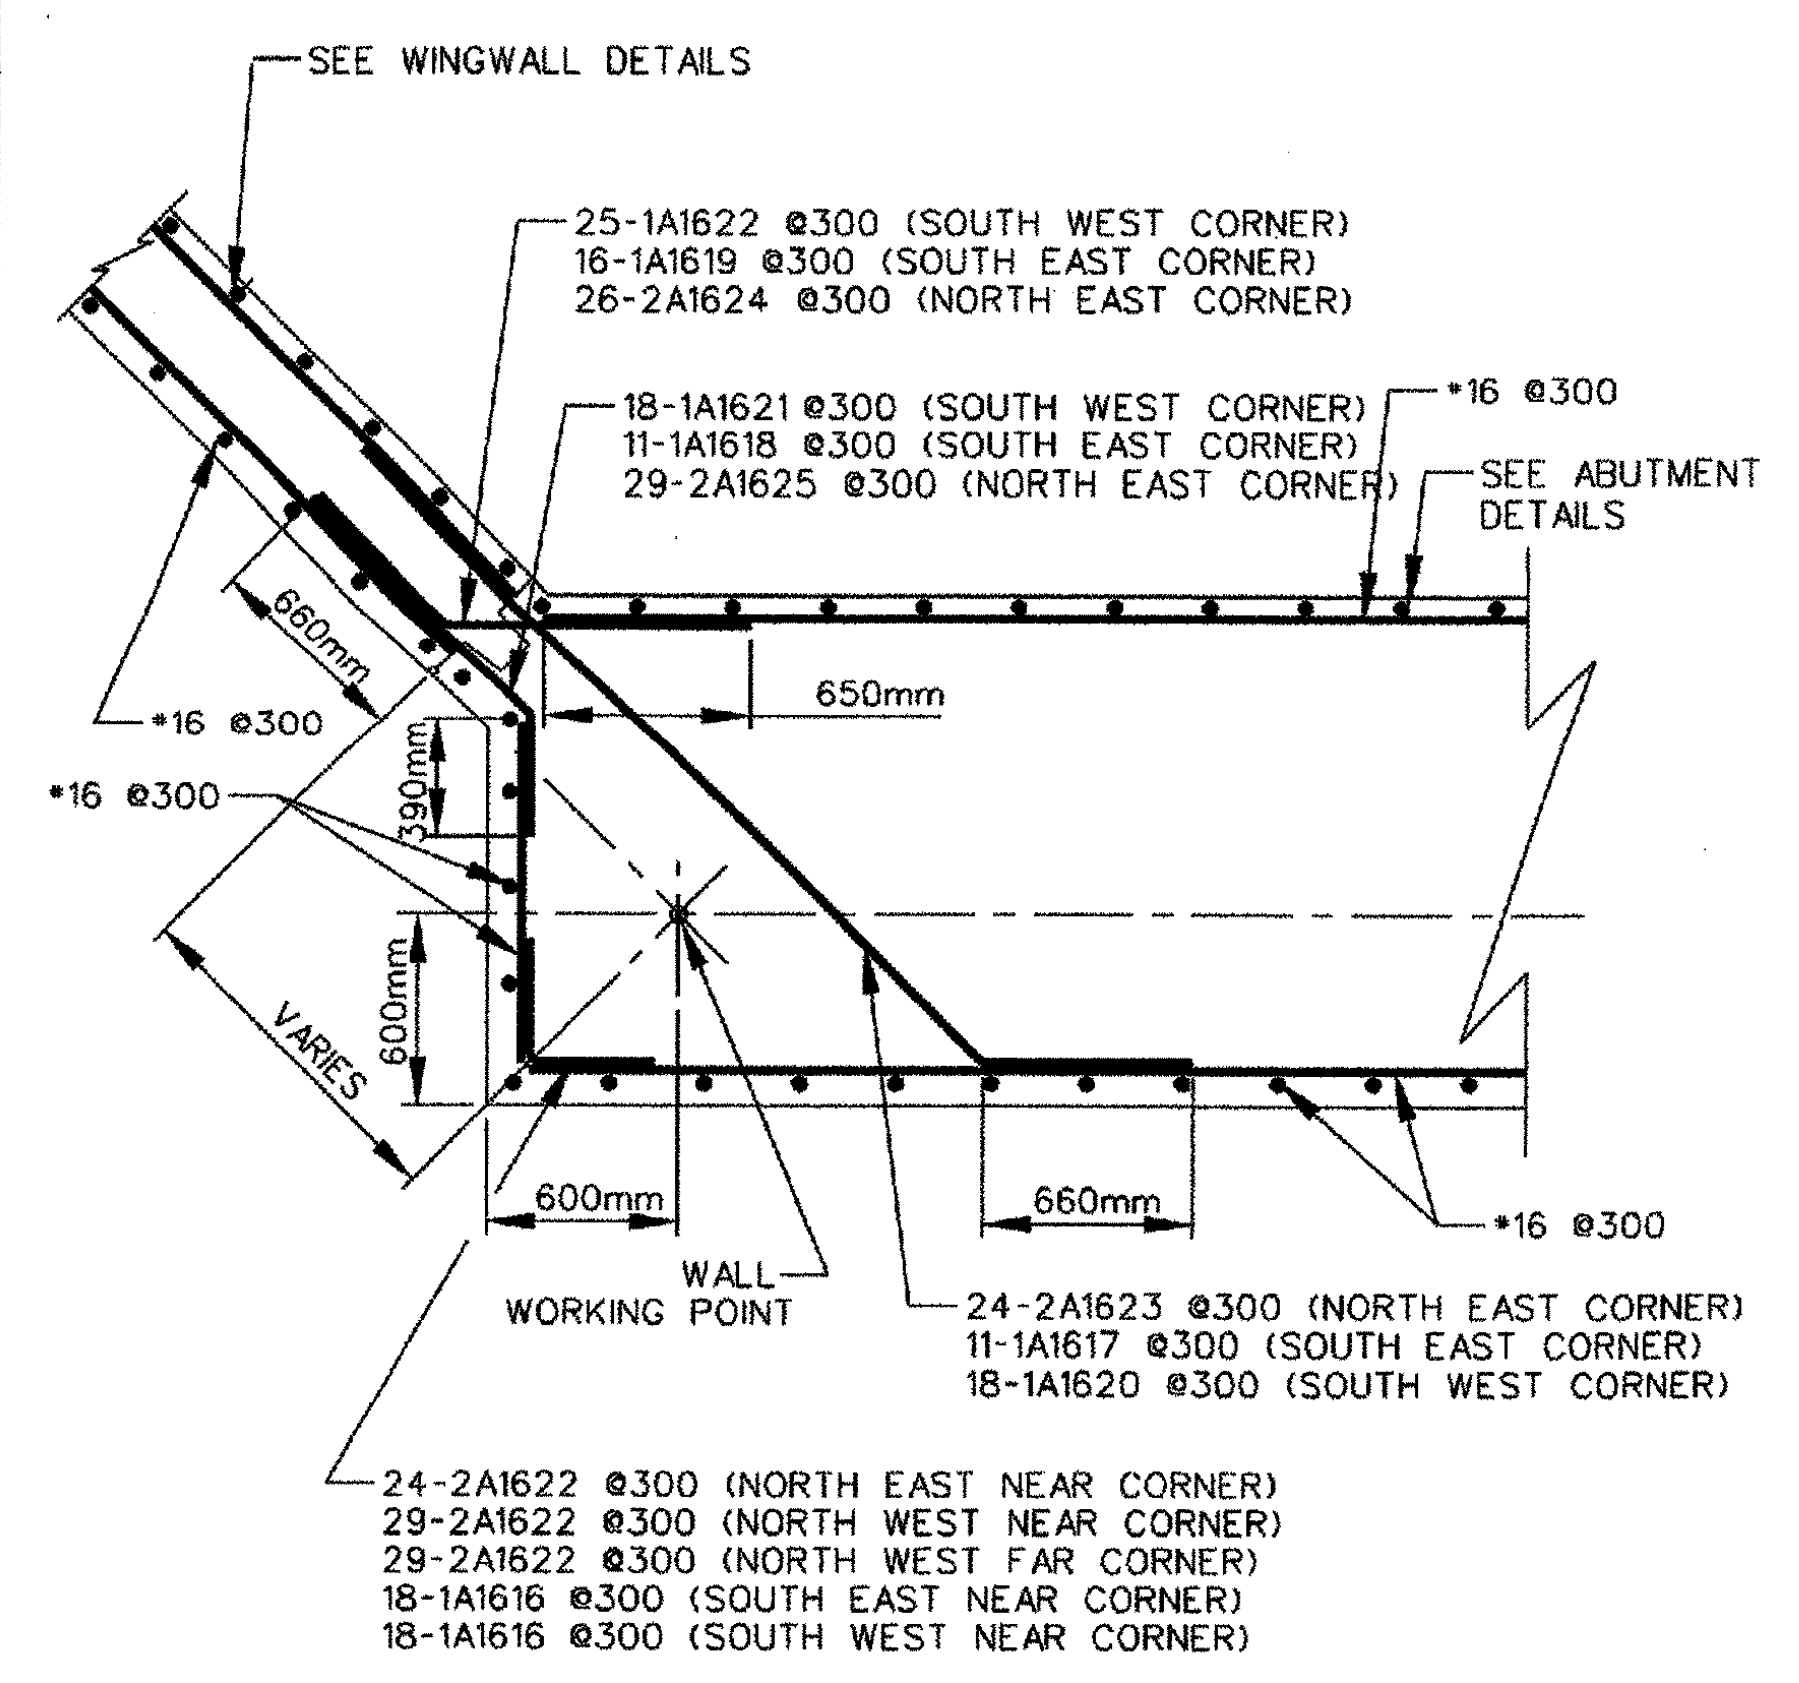 SEE WINGWALL DETAILS
25-1A1622 @300 (SOUTH WEST CORNER)
16-1A1619 @300 (SOUTH EAST CORNER)
26-2A1624 @300 (NORTH EAST CORNER)
18-1A1621 @300 (SOUTH WEST CORNER)
11-1A1618 @300 (SOUTH EAST CORNER)
29-2A1625 @300 (NORTH EAST CORNER)
*16 @300
SEE ABUTMENT
DETAILS
660mm
650mm
*16 @300
390mm
*16 @300
600mm
VARIES
600mm
660mm
*16 @300
WALL
WORKING POINT
24-2A1623 @300 (NORTH EAST CORNER)
11-1A1617 @300 (SOUTH EAST CORNER)
18-1A1620 @300 (SOUTH WEST CORNER)
24-2A1622 @300 (NORTH EAST NEAR CORNER)
29-2A1622 @300 (NORTH WEST NEAR CORNER)
29-2A1622 @300 (NORTH WEST FAR CORNER)
18-1A1616 @300 (SOUTH EAST NEAR CORNER)
18-1A1616 @300 (SOUTH WEST NEAR CORNER)